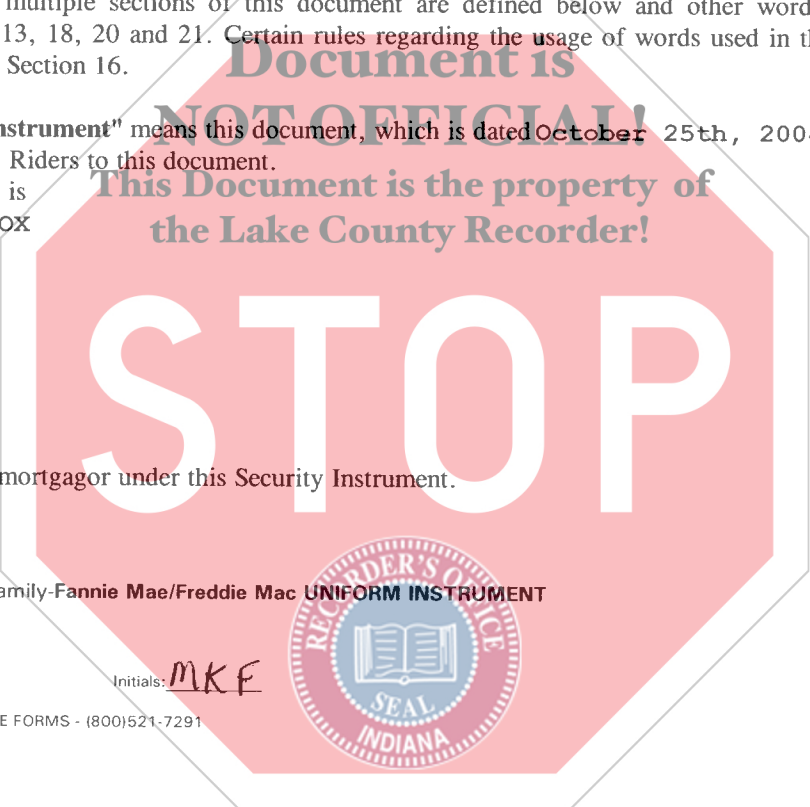 multiple sections of this document are defined below and other word
13, 18, 20 and 21. Certain rules regarding the usage of words used in
Section 16.
Document is
NOT OFFICIAL!
nstrument" means this document, which is dated October 25th, 200
Riders to this document.
is
This Document is the property of
OX
the Lake County Recorder!
STOP
mortgagor under this Security Instrument.
amily-Fannie Mae/Freddie Mac UNIFORM INSTRUMENT
RECORDER'S OFFICE
SEAL
INDIANA
Initials: MKF
E FORMS - (800)521-7291